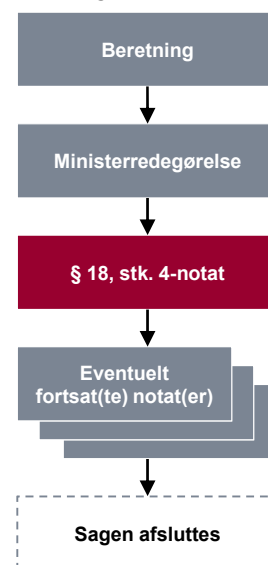 Beretning
Ministerredegørelse
§ 18, stk. 4-notat
Eventuelt
fortsat(te) notat(er)
Sagen afsluttes